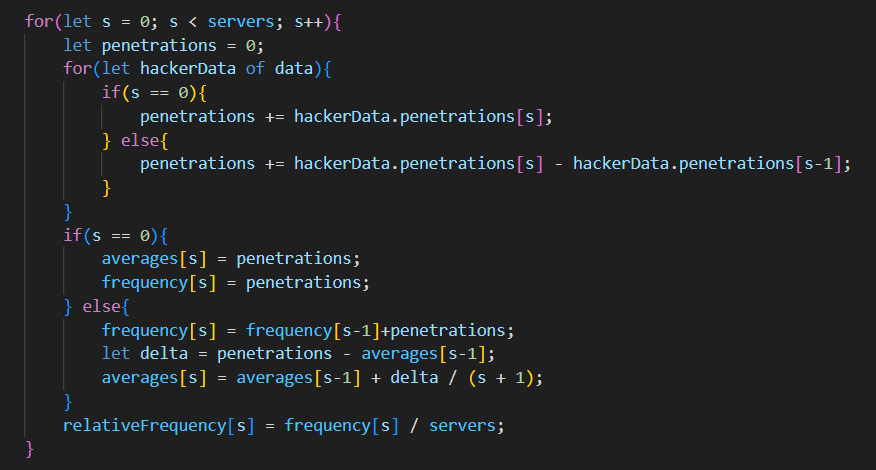 for(let s = 0; s < servers; s++){
    let penetrations = 0;
    for(let hackerData of data){
        if(s == 0){
            penetrations += hackerData.penetrations[s];
        } else{
            penetrations += hackerData.penetrations[s] - hackerData.penetrations[s-1];
        }
    }
    if(s == 0){
        averages[s] = penetrations;
        frequency[s] = penetrations;
    } else{
        frequency[s] = frequency[s-1]+penetrations;
        let delta = penetrations - averages[s-1];
        averages[s] = averages[s-1] + delta / (s + 1);
    }
    relativeFrequency[s] = frequency[s] / servers;
}